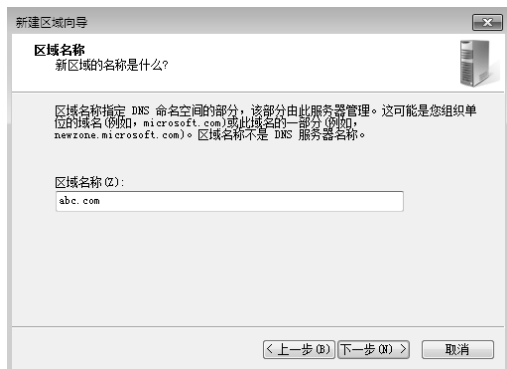 新建区域向导
区域名称
新区域的名称是什么?
区域名称指定 DNS 命名空间的部分，该部分由此服务器管理。这可能是您组织单
位的域名(例如，microsoft.com)或此域名的一部分(例如，
newzone.microsoft.com)。区域名称不是 DNS 服务器名称。
区域名称(Z):
abc.com
< 上一步(B) 下一步(N) > 取消